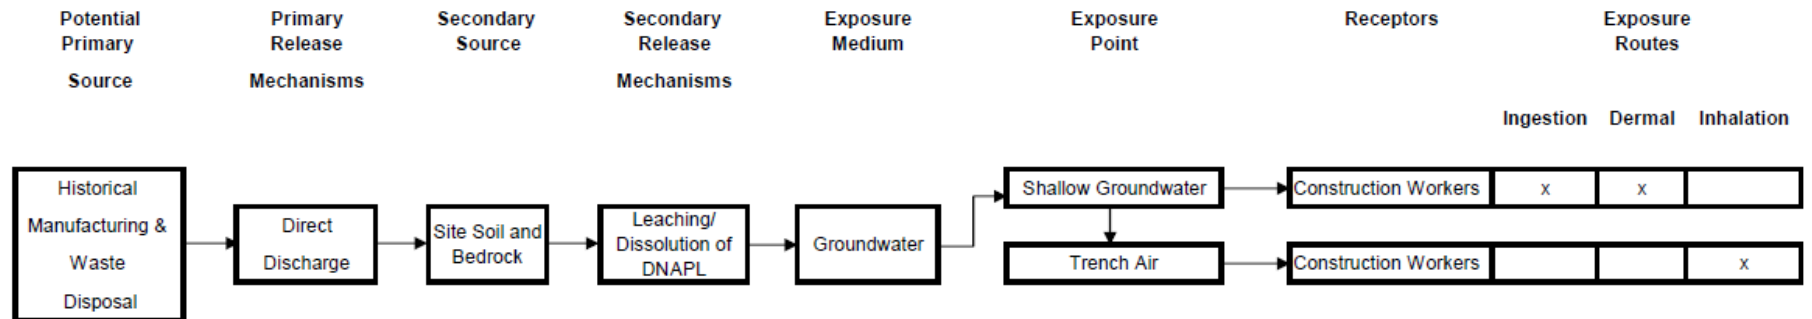 Potential Primary Secondary Secondary Exposure Exposure Receptors Exposure
Primary Release Source Release Medium Point Routes
Source Mechanisms Mechanisms
Ingestion Dermal Inhalation
Historical
Manufacturing &
Waste
Disposal
Direct
Discharge
Site Soil and
Bedrock
Leaching/
Dissolution of
DNAPL
Groundwater
Shallow Groundwater
Construction Workers x x
Trench Air
Construction Workers x